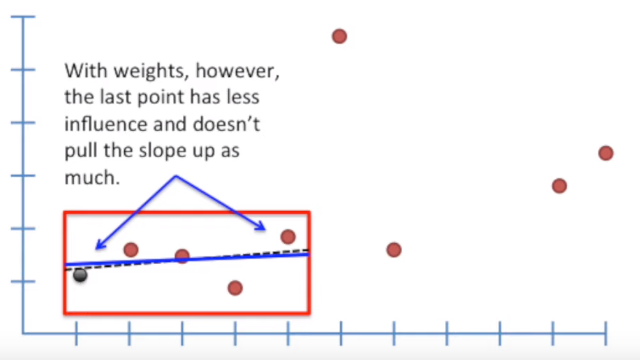 With weights, however,
the last point has less
influence and doesn't
pull the slope up as
much.